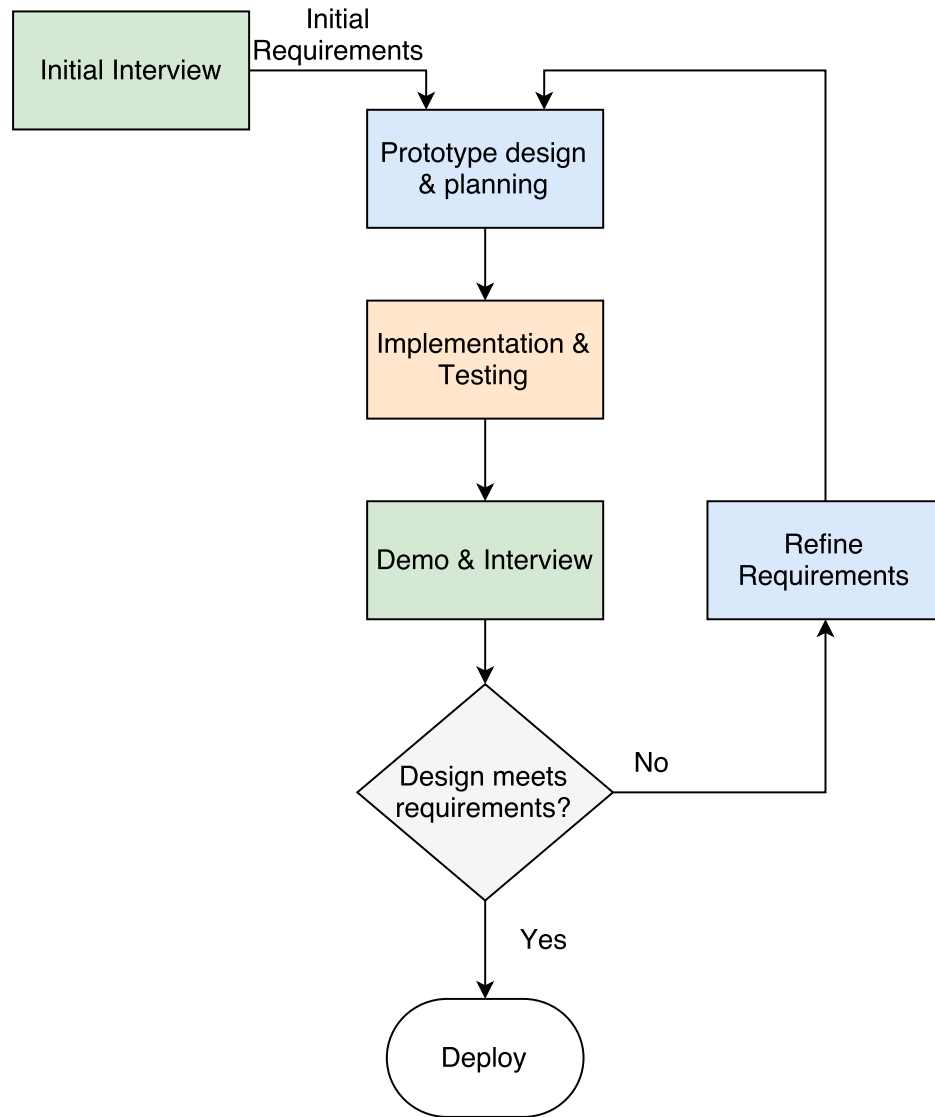 Initial Interview
Initial
Requirements
Prototype design
& planning
Implementation &
Testing
Demo & Interview
Refine
Requirements
Design meets
requirements?
No
Yes
Deploy